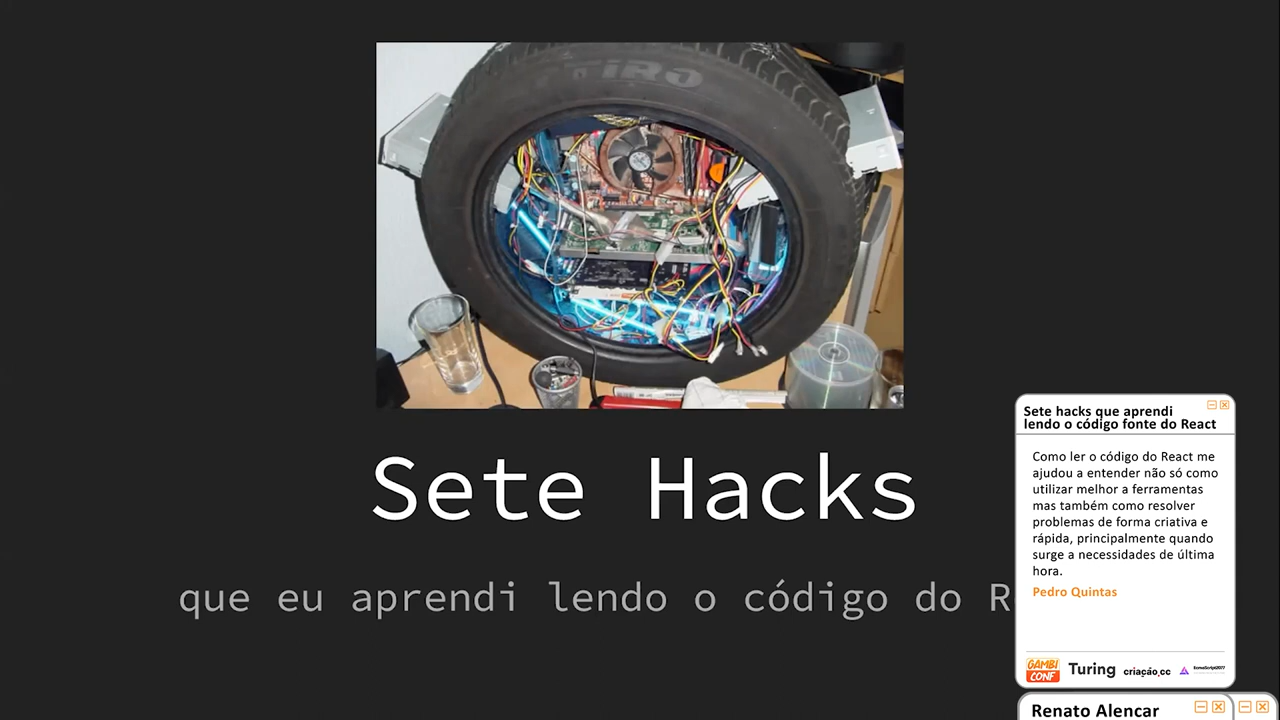 Sete Hacks
que eu aprendi lendo o código do
Sete hacks que aprendi
lendo o código fonte do React
Como ler o código do React me
ajudou a entender não só como
utilizar melhor a ferramentas
mas também como resolver
problemas de forma criativa e
rápida, principalmente quando
surge a necessidades de última
hora.
Pedro Quintas
GAMBI
CONF
Turing
criação.cc
EcmaScript2077
Renato Alencar